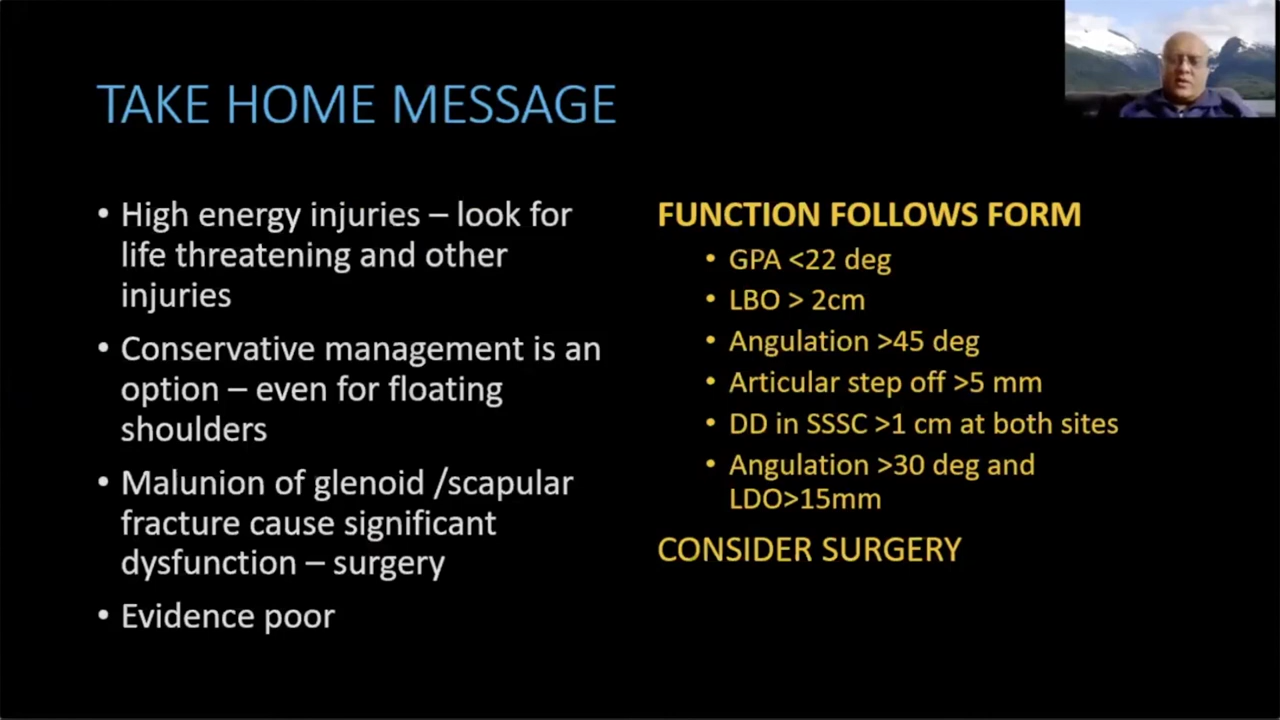 TAKE HOME MESSAGE
• High energy injuries – look for
life threatening and other
injuries
• Conservative management is an
option – even for floating
shoulders
• Malunion of glenoid /scapular
fracture cause significant
dysfunction – surgery
• Evidence poor
FUNCTION FOLLOWS FORM
• GPA <22 deg
• LBO > 2cm
• Angulation >45 deg
• Articular step off >5 mm
• DD in SSSC >1 cm at both sites
• Angulation >30 deg and
LDO>15mm
CONSIDER SURGERY